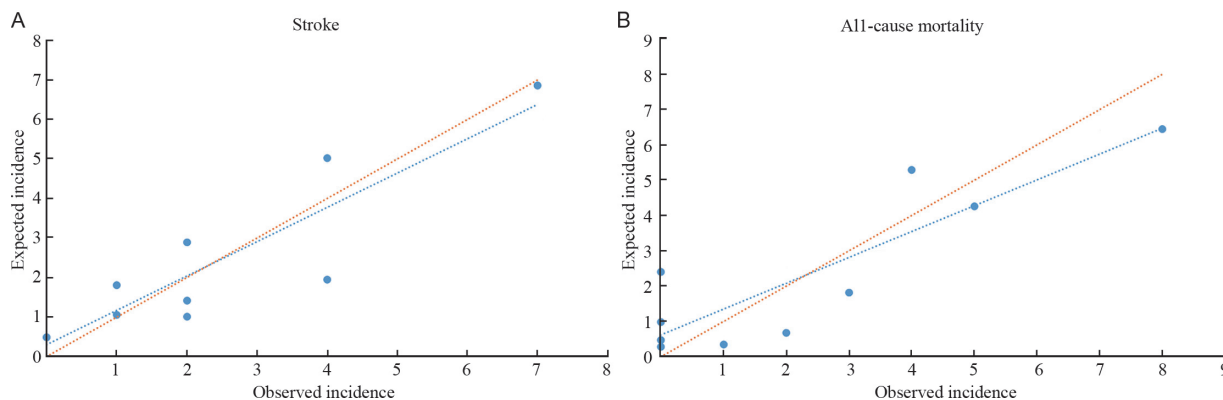 A
Stroke
8
7
6
5
4
3
2
1
0
Expected incidence
1 2 3 4 5 6 7 8
Observed incidence
B
A11-cause mortality
9
8
7
6
5
4
3
2
1
0
Expected incidence
1 2 3 4 5 6 7 8 9
Observed incidence